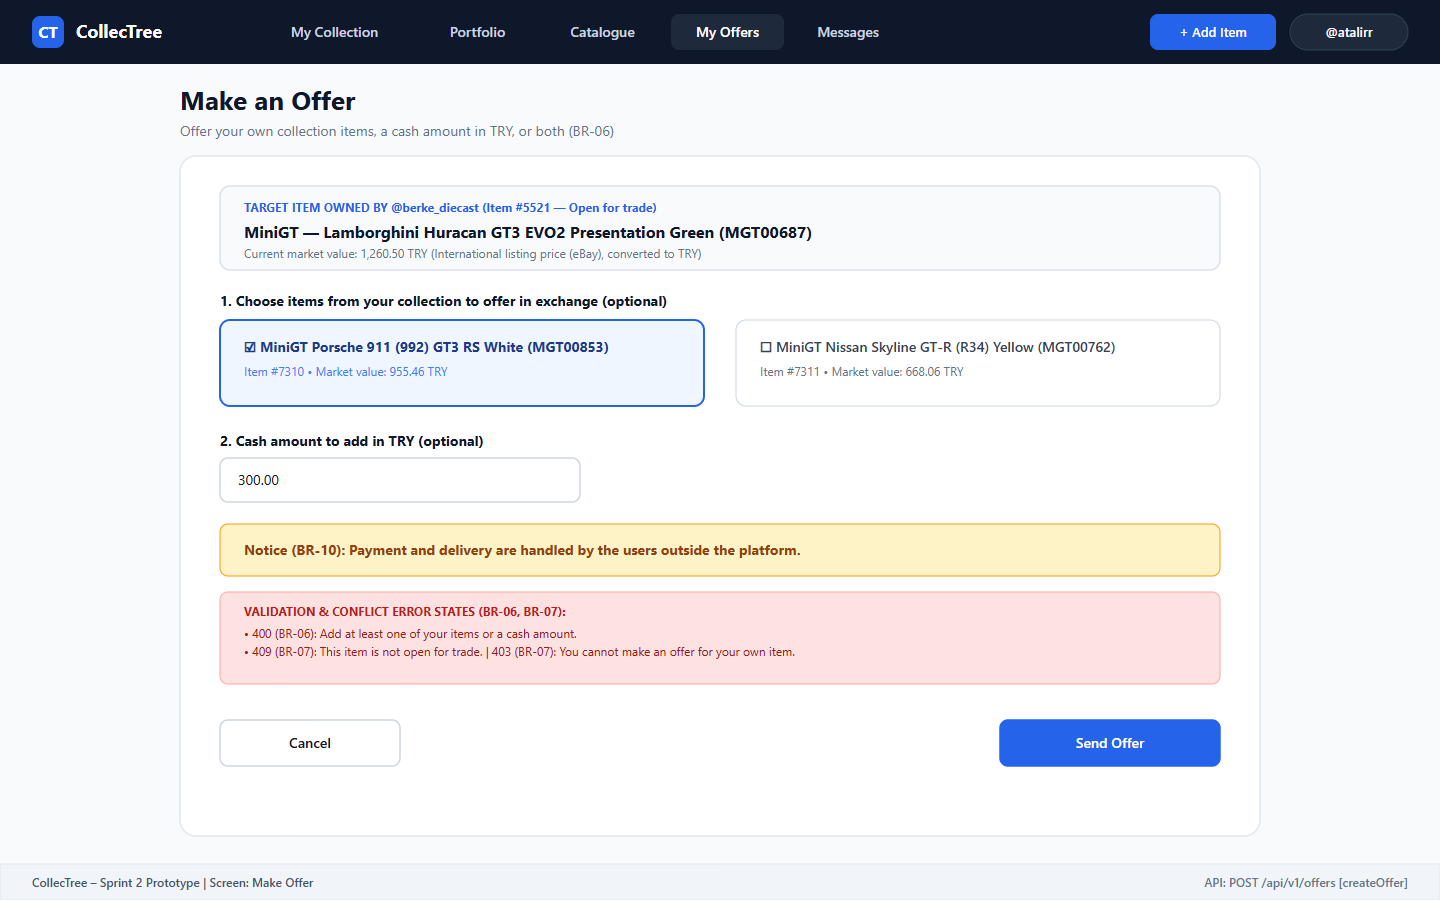 CT CollecTree My Collection Portfolio Catalogue My Offers Messages + Add Item @atalirr
Make an Offer
Offer your own collection items, a cash amount in TRY, or both (BR-06)
TARGET ITEM OWNED BY @berke_diecast (Item #5521 — Open for trade)
MiniGT — Lamborghini Huracan GT3 EVO2 Presentation Green (MGT00687)
Current market value: 1,260.50 TRY (International listing price (eBay), converted to TRY)
1. Choose items from your collection to offer in exchange (optional)
☑ MiniGT Porsche 911 (992) GT3 RS White (MGT00853)
Item #7310 • Market value: 955.46 TRY
☐ MiniGT Nissan Skyline GT-R (R34) Yellow (MGT00762)
Item #7311 • Market value: 668.06 TRY
2. Cash amount to add in TRY (optional)
300.00
Notice (BR-10): Payment and delivery are handled by the users outside the platform.
VALIDATION & CONFLICT ERROR STATES (BR-06, BR-07):
• 400 (BR-06): Add at least one of your items or a cash amount.
• 409 (BR-07): This item is not open for trade. | 403 (BR-07): You cannot make an offer for your own item.
Cancel
Send Offer
CollecTree – Sprint 2 Prototype | Screen: Make Offer
API: POST /api/v1/offers [createOffer]